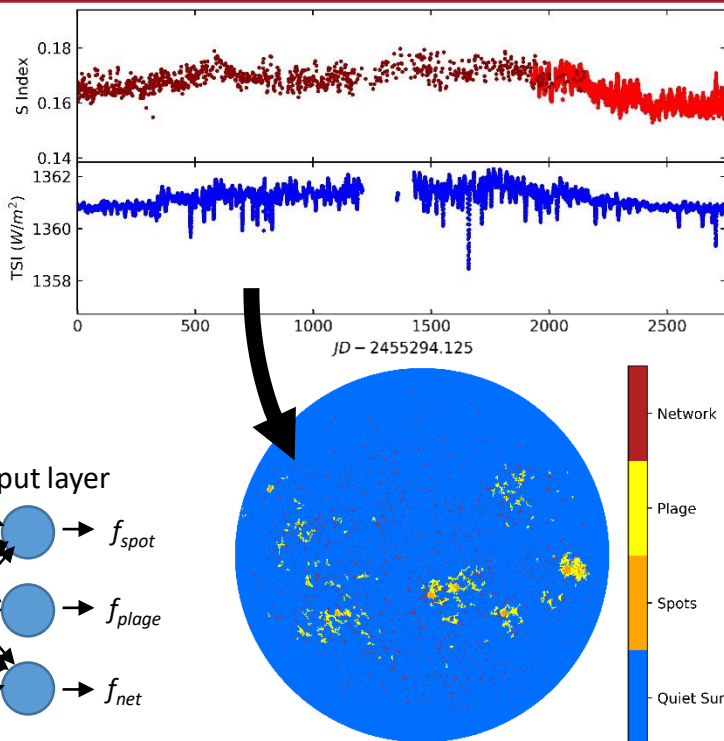 0.18
0.16
0.14
S Index
1362
1360
1358
TSI (W/m²)
0
500
1000
1500
2000
2500
JD − 2455294.125
Network
Plage
Spots
Quiet Sun
put layer
f_spot
f_plage
f_net